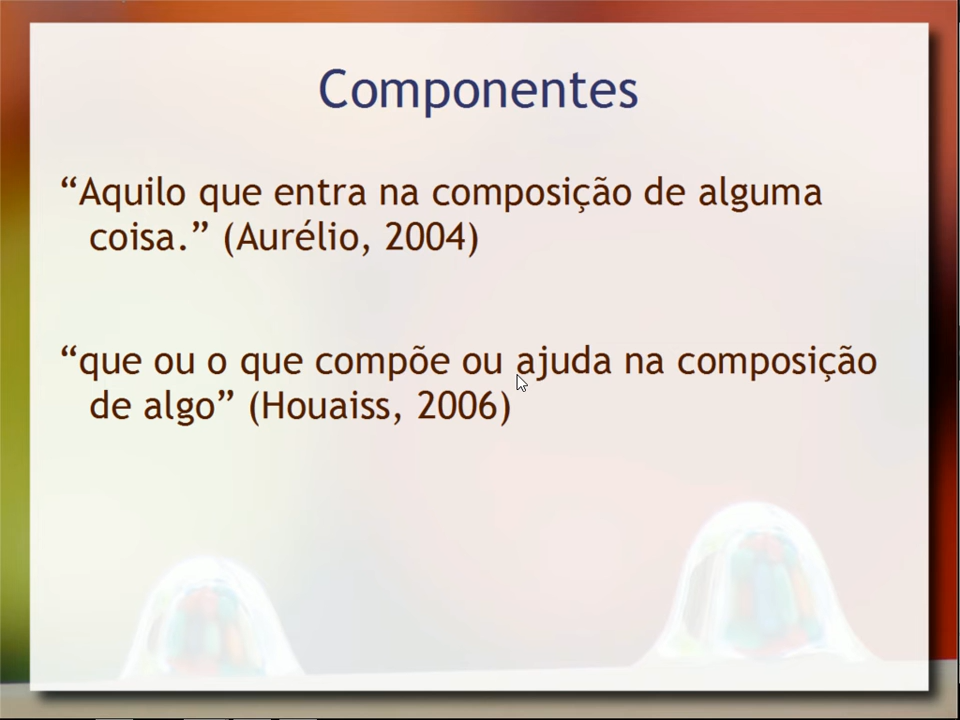 Componentes
“Aquilo que entra na composição de alguma
coisa.” (Aurélio, 2004)
“que ou o que compõe ou ajuda na composição
de algo” (Houaiss, 2006)